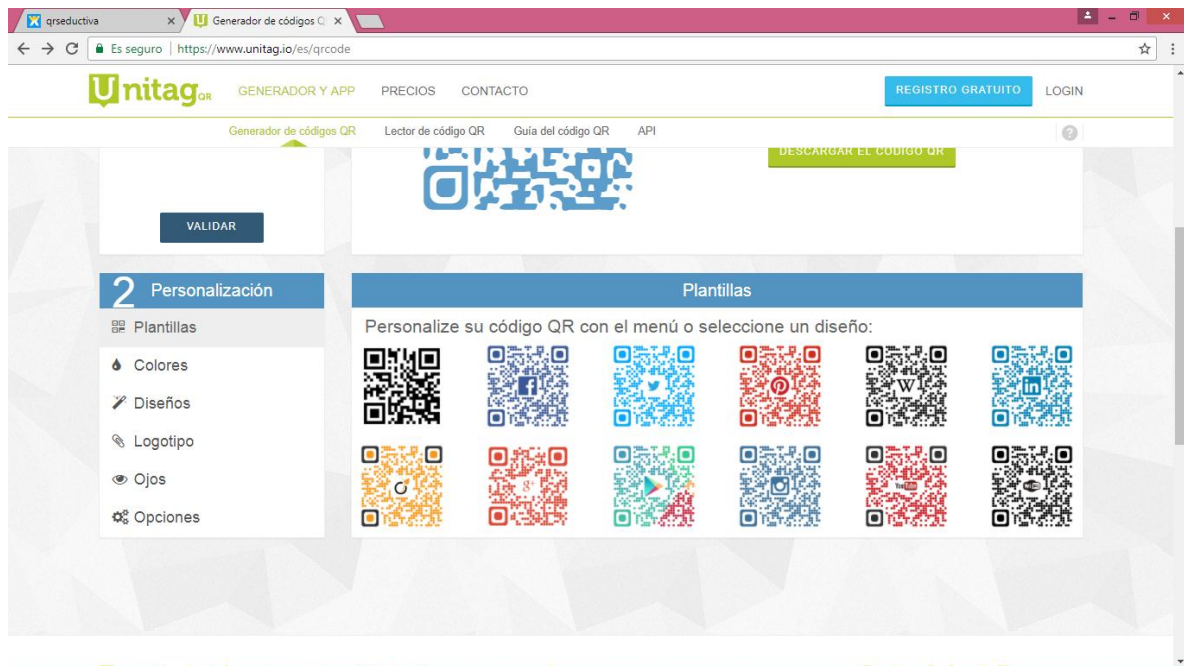 qrseductiva
Generador de códigos Q
Es seguro | https://www.unitag.io/es/qrcode
Unitag QR
GENERADOR Y APP
PRECIOS
CONTACTO
REGISTRO GRATUITO
LOGIN
Generador de códigos QR
Lector de código QR
Guía del código QR
API
?
DESCARGAR EL CÓDIGO QR
VALIDAR
2 Personalización
Plantillas
Colores
Diseños
Logotipo
Ojos
Opciones
Plantillas
Personalize su código QR con el menú o seleccione un diseño:
f
W
in
g+
YouTube